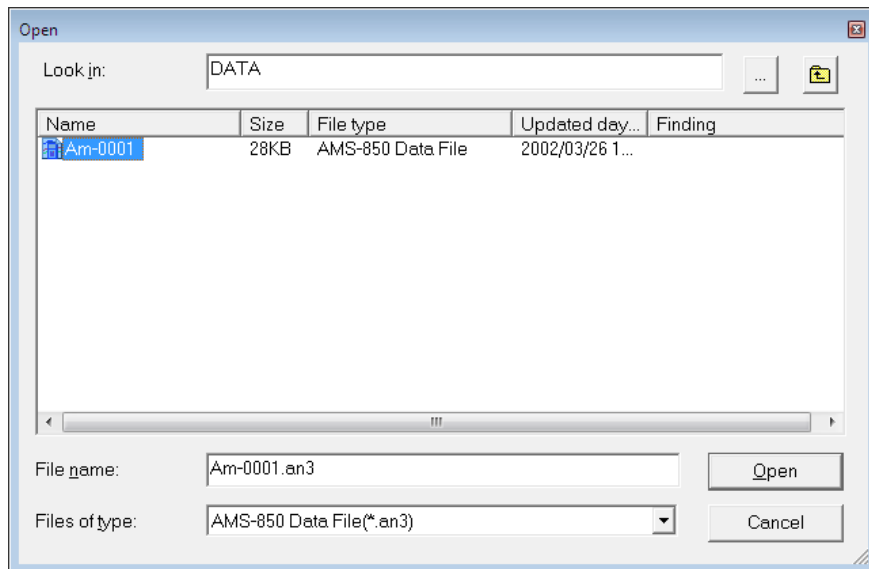 Open
Look in: DATA ...
Name Size File type Updated day... Finding
Am-0001 28KB AMS-850 Data File 2002/03/26 1...
File name: Am-0001.an3 Open
Files of type: AMS-850 Data File(*.an3) Cancel